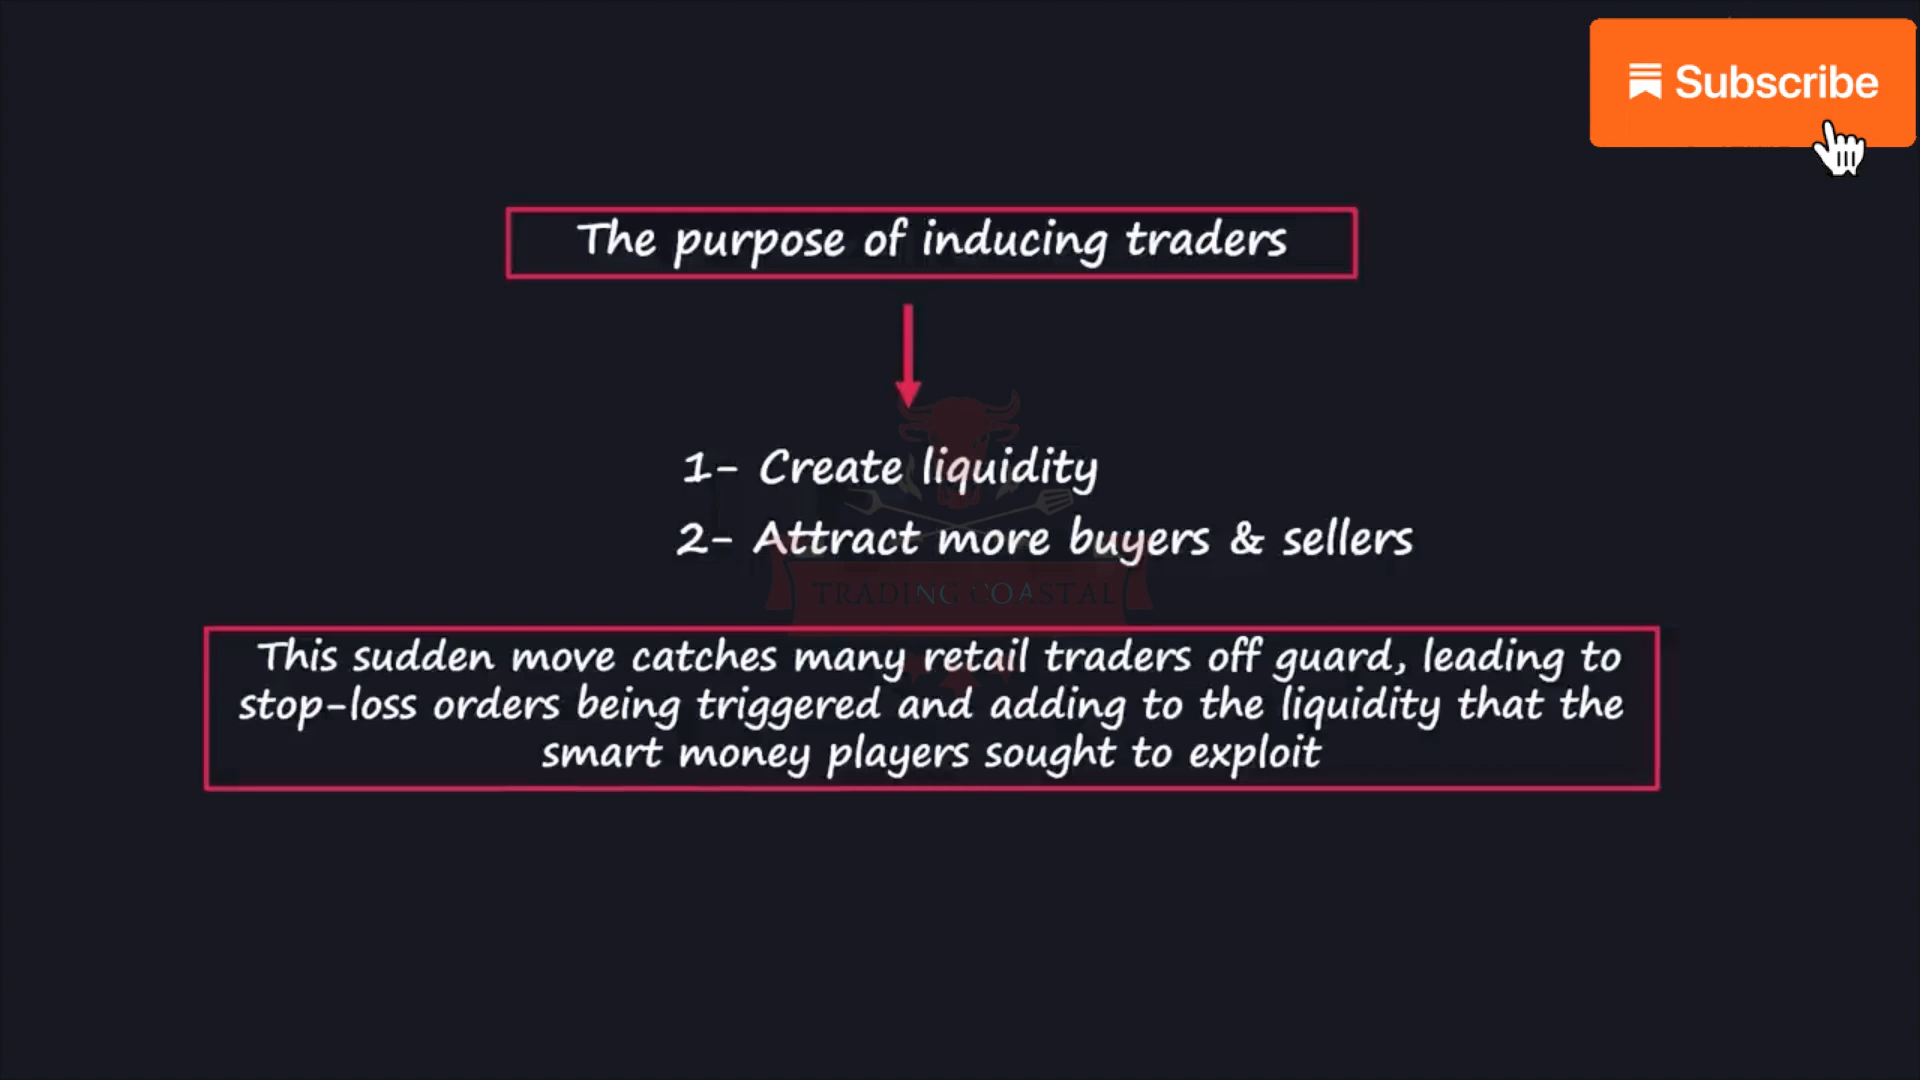 Subscribe
The purpose of inducing traders
1- Create liquidity
2- Attract more buyers & sellers
TRADING COASTAL
This sudden move catches many retail traders off guard, leading to
stop-loss orders being triggered and adding to the liquidity that the
smart money players sought to exploit